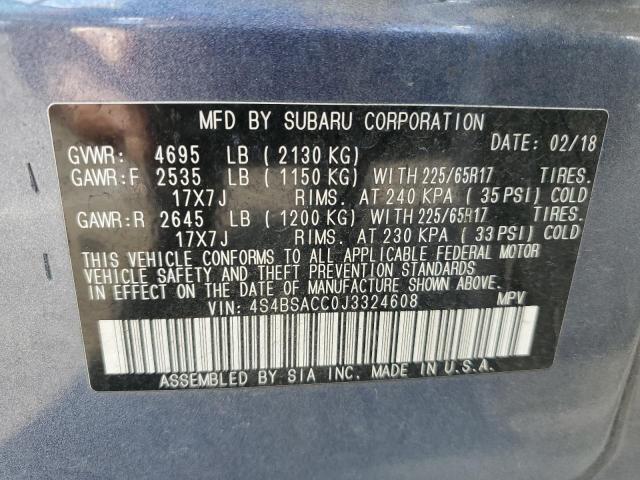 MFD BY SUBARU CORPORATION
DATE: 02/18
GVWR: 4695 LB ( 2130 KG)
GAWR:F 2535 LB ( 1150 KG) WITH 225/65R17 TIRES.
17X7J RIMS. AT 240 KPA ( 35 PSI) COLD
GAWR:R 2645 LB ( 1200 KG) WITH 225/65R17 TIRES.
17X7J RIMS. AT 230 KPA ( 33 PSI) COLD
THIS VEHICLE CONFORMS TO ALL APPLICABLE FEDERAL MOTOR
VEHICLE SAFETY AND THEFT PREVENTION STANDARDS
IN EFFECT ON THE DATE OF MANUFACTURE SHOWN ABOVE.
VIN: 4S4BSACC0J3324608 MPV
ASSEMBLED BY SIA INC. MADE IN U.S.A.